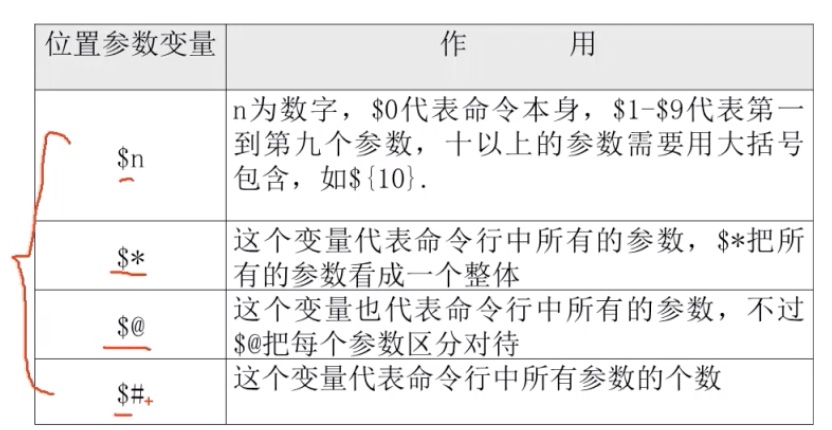 位置参数变量
作 用
$n
n为数字，$0代表命令本身，$1-$9代表第一
到第九个参数，十以上的参数需要用大括号
包含，如${10}.
$*
这个变量代表命令行中所有的参数，$*把所
有的参数看成一个整体
$@
这个变量也代表命令行中所有的参数，不过
$@把每个参数区分对待
$#
这个变量代表命令行中所有参数的个数